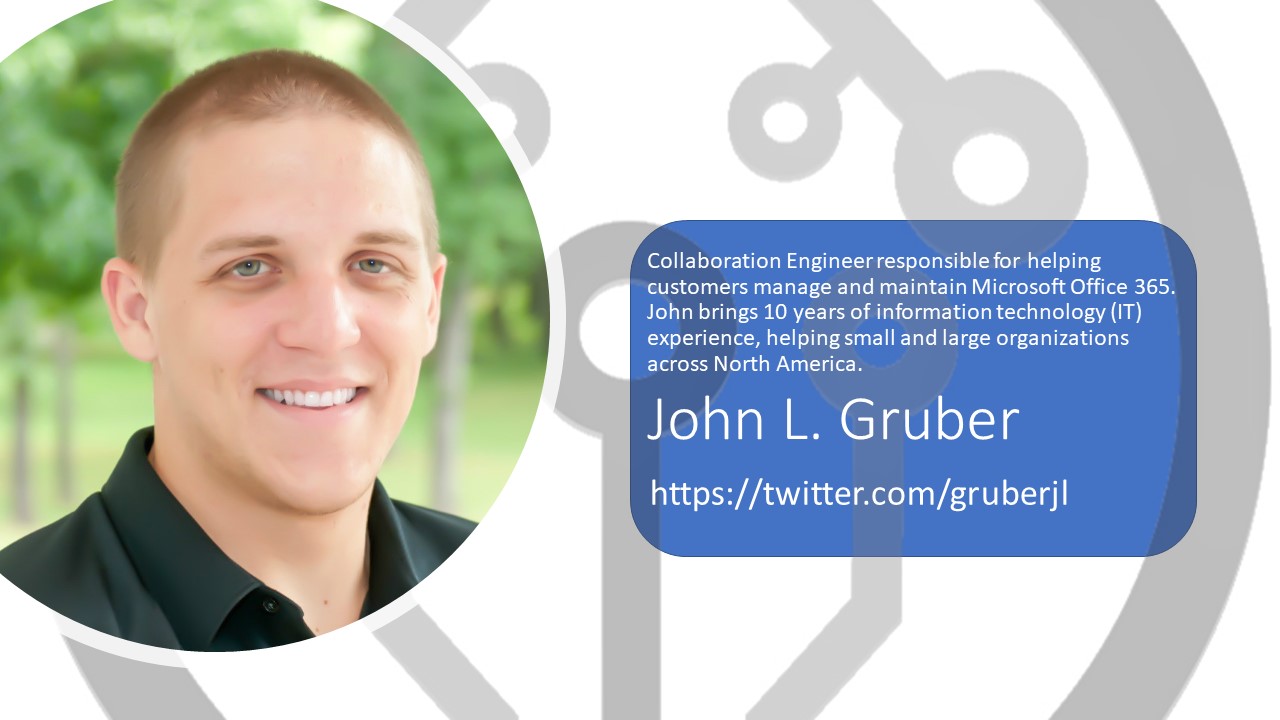 Collaboration Engineer responsible for helping
customers manage and maintain Microsoft Office 365.
John brings 10 years of information technology (IT)
experience, helping small and large organizations
across North America.
John L. Gruber
https://twitter.com/gruberjl